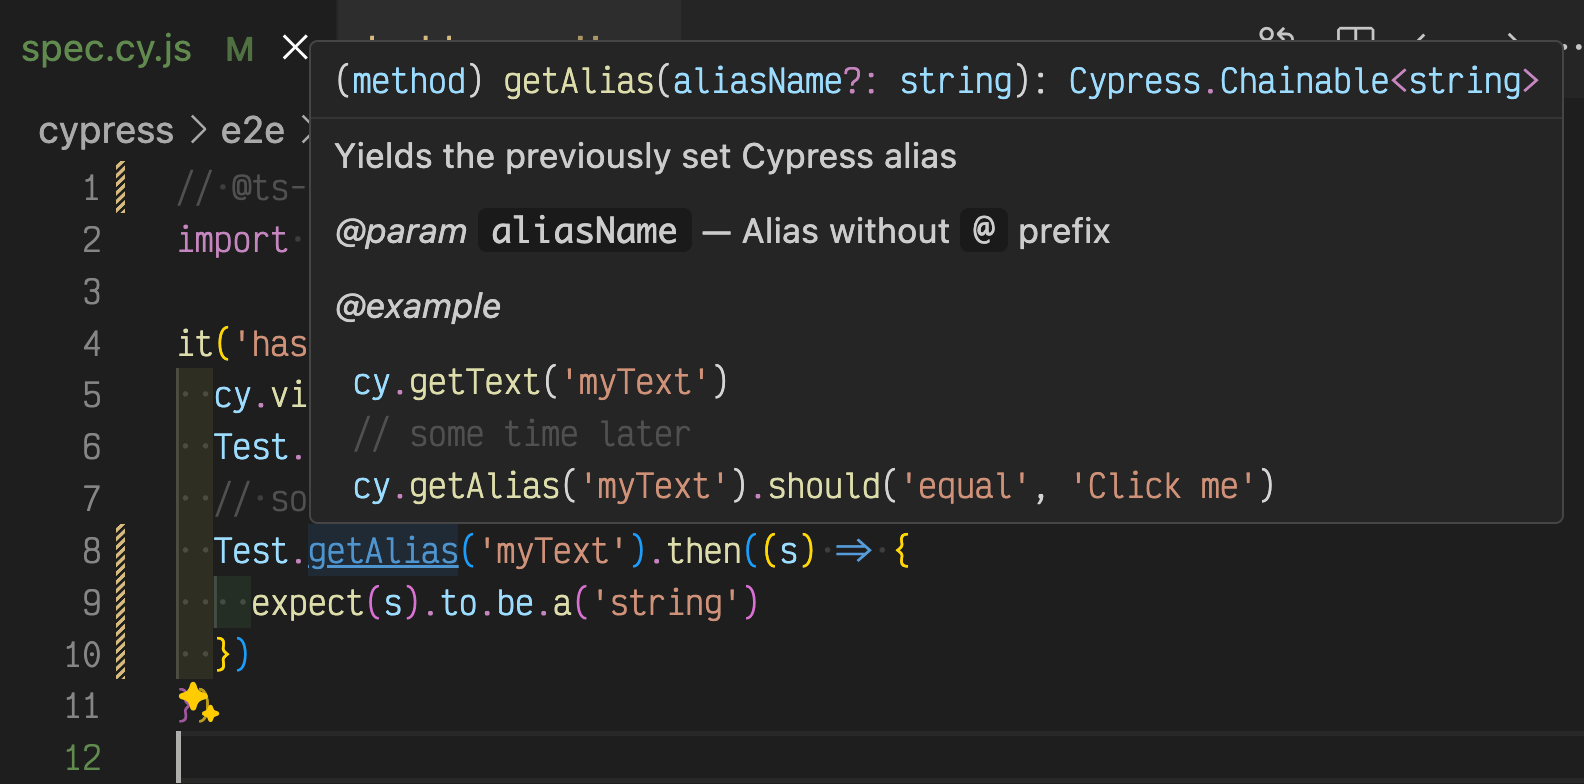 spec.cy.js M
(method) getAlias(aliasName?: string): Cypress.Chainable<string>
cypress > e2e >
Yields the previously set Cypress alias
@param aliasName — Alias without @ prefix
@example
cy.getText('myText')
// some time later
cy.getAlias('myText').should('equal', 'Click me')
1 // @ts-
2 import
3
4 it('has
5 cy.vi
6 Test.
7 // so
8 Test.getAlias('myText').then((s) => {
9 expect(s).to.be.a('string')
10 })
11 })
12